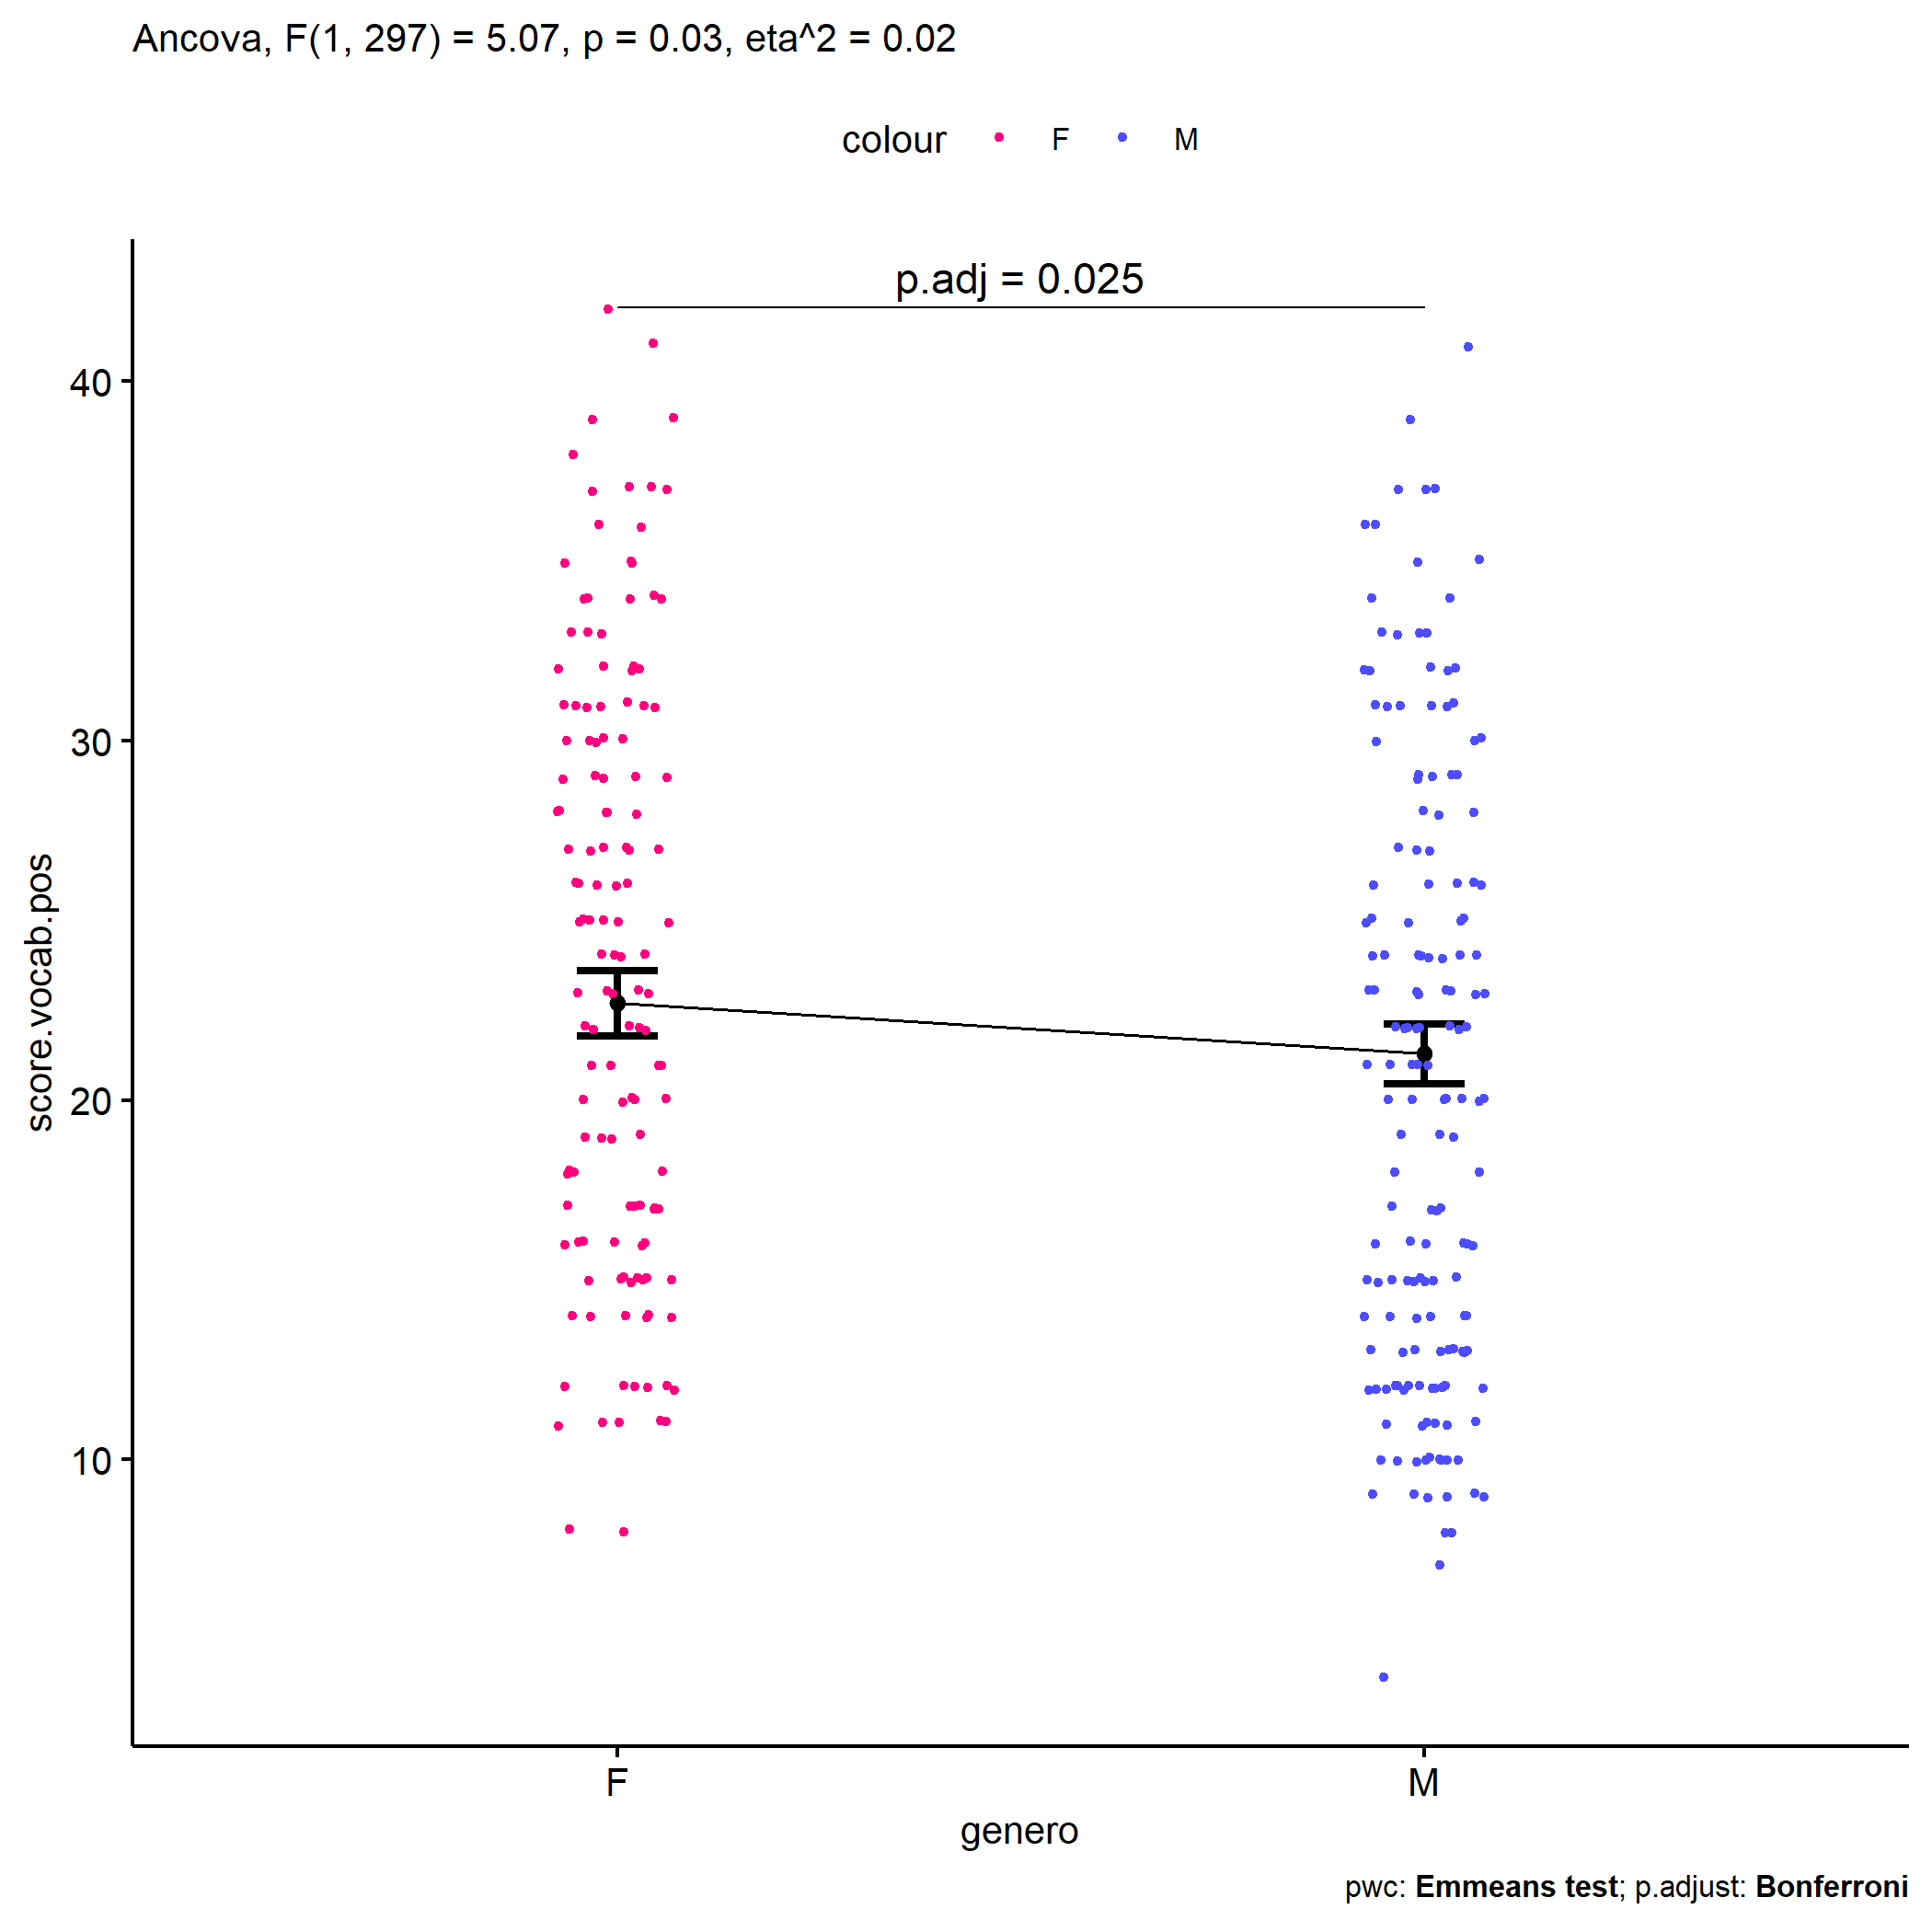 Ancova, F(1, 297) = 5.07, p = 0.03, eta^2 = 0.02
colour F M
p.adj = 0.025
40
30
20
10
score.vocab.pos
F M
genero
pwc: Emmeans test; p.adjust: Bonferroni